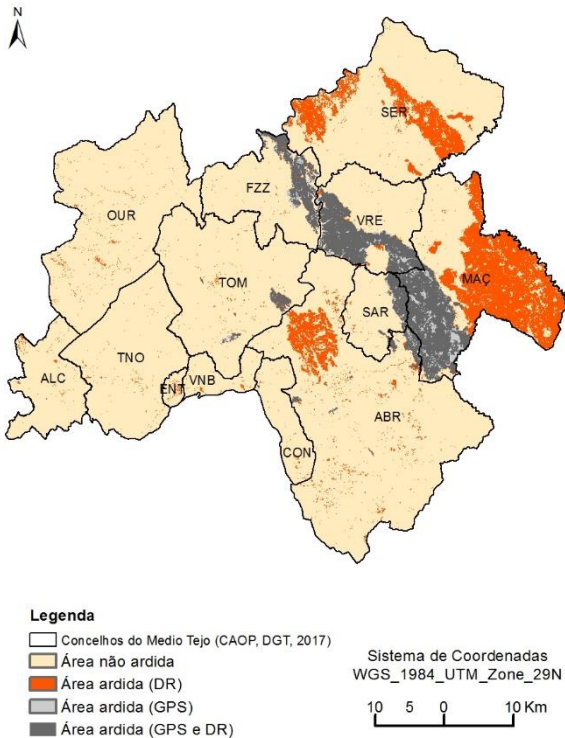 N
SER
FZZ
OUR
VRE
MAÇ
TOM
SAR
TNO
ALC
ENT
VNB
ABR
CON
Legenda
Concelhos do Medio Tejo (CAOP, DGT, 2017)
Área não ardida
Área ardida (DR)
Área ardida (GPS)
Área ardida (GPS e DR)
Sistema de Coordenadas
WGS_1984_UTM_Zone_29N
10 5 0 10 Km